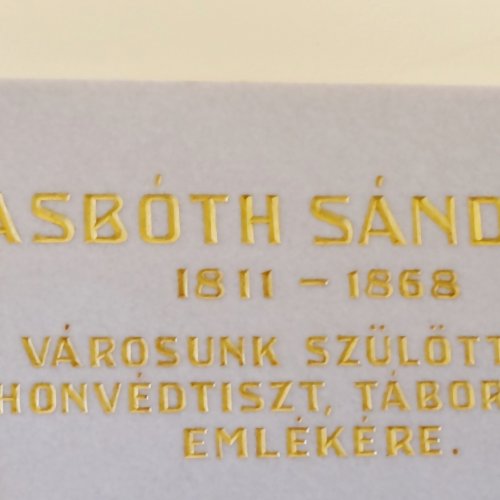 ASBÓTH SÁND
1811 – 1868
VÁROSUNK SZÜLÖTT
HONVÉDTISZT, TÁBOR
EMLÉKÉRE.